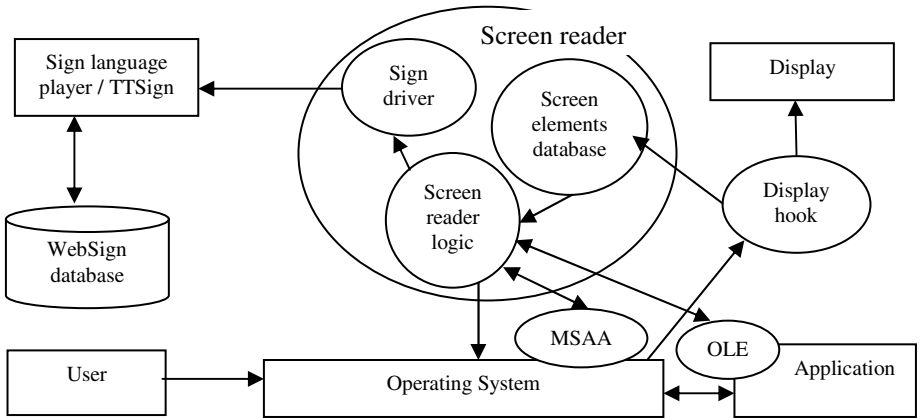 Screen reader
Sign language
player / TTSign
Sign
driver
Screen
elements
database
Display
Screen
reader
logic
Display
hook
WebSign
database
MSAA
OLE
User
Operating System
Application